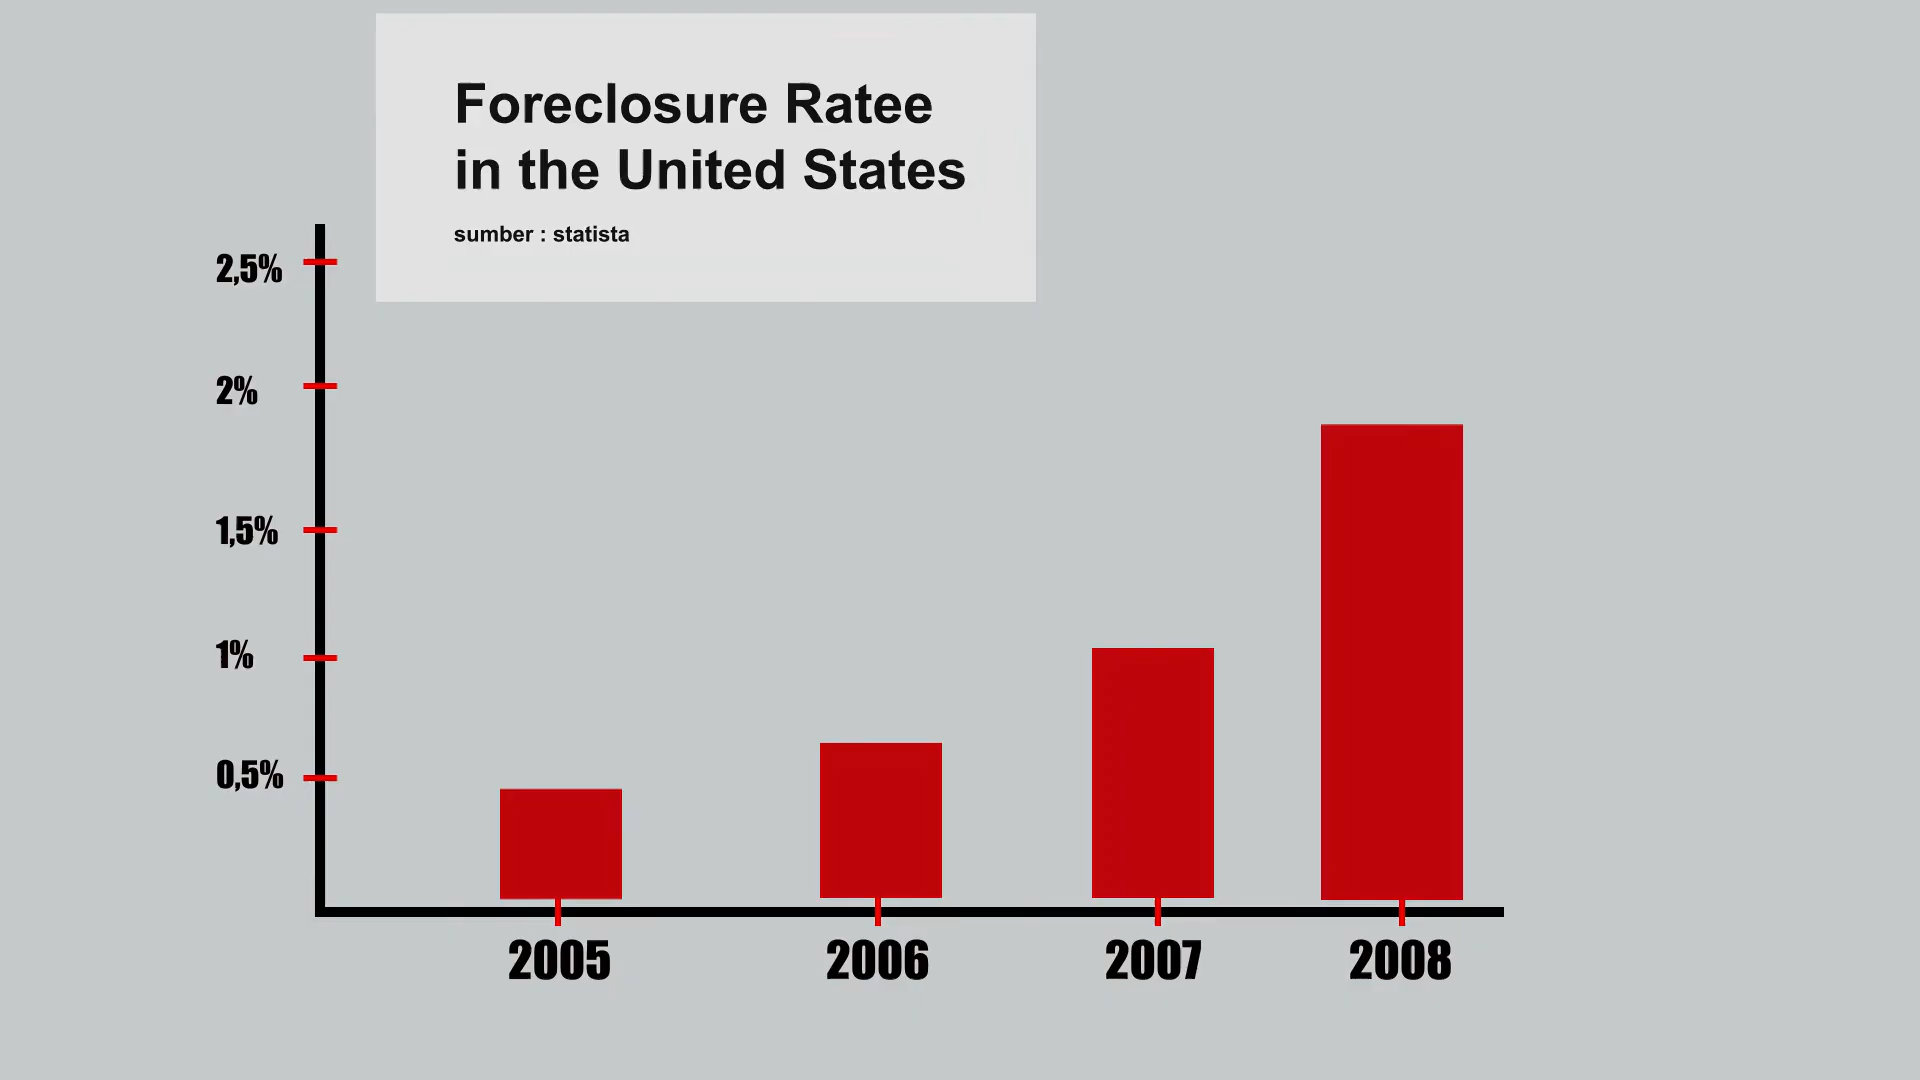 Foreclosure Ratee
in the United States
sumber : statista
2,5%
2%
1,5%
1%
0,5%
2005 2006 2007 2008